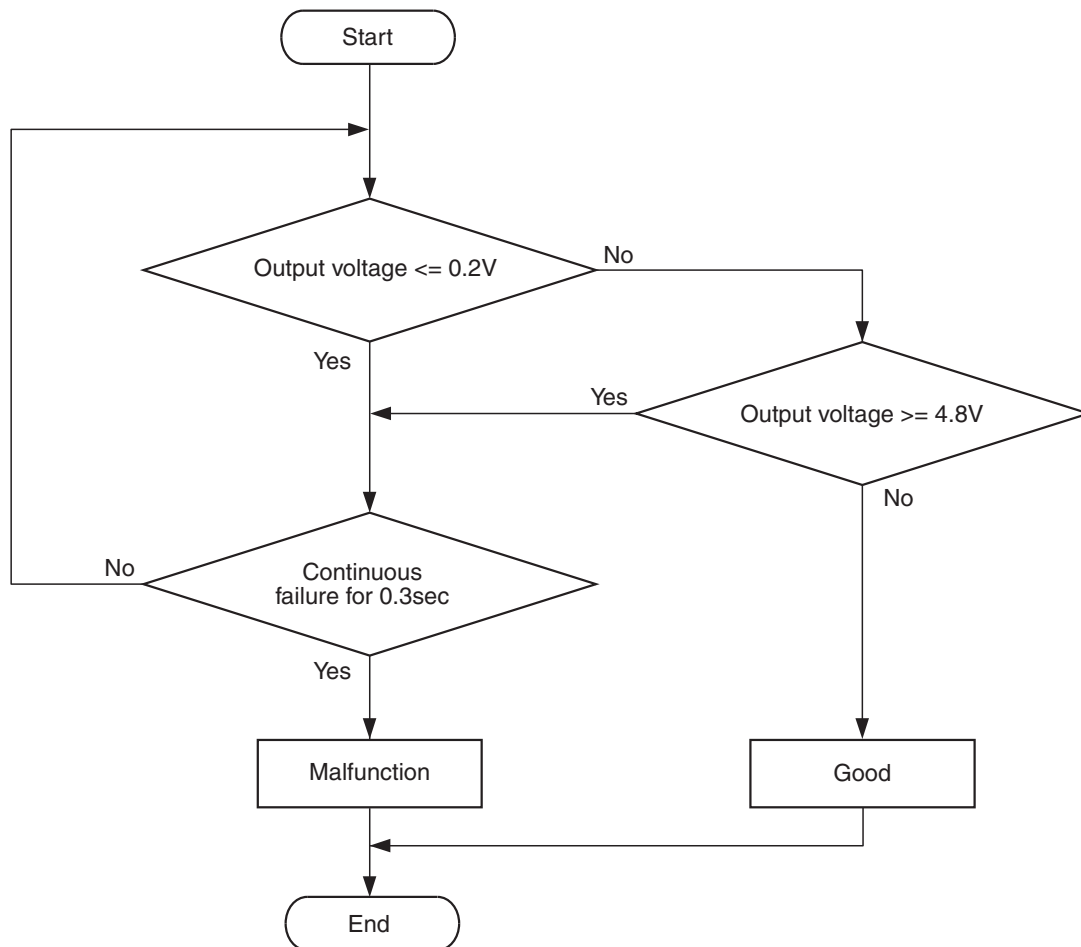 Start
Output voltage <= 0.2V
No
Yes
Yes
Output voltage >= 4.8V
No
No
Continuous
failure for 0.3sec
Yes
Malfunction
Good
End